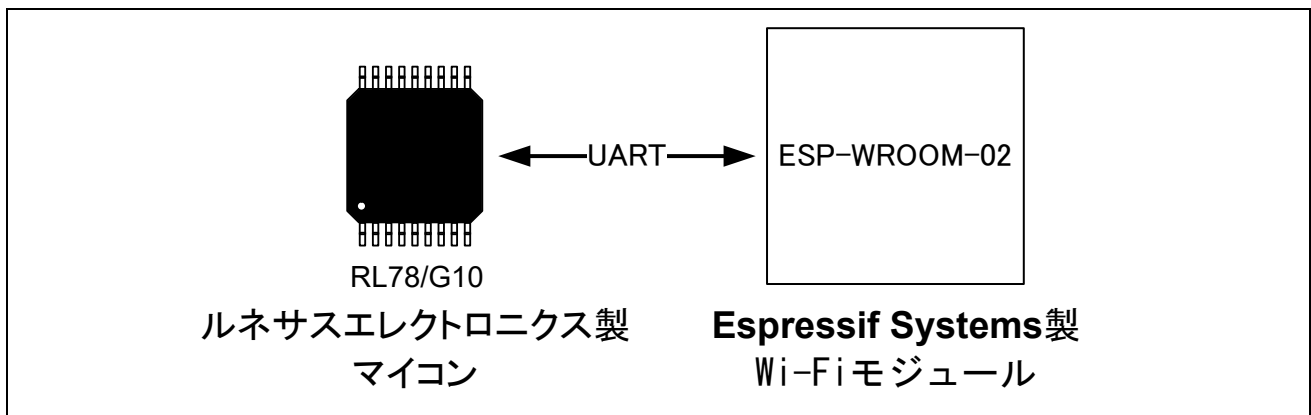 UART
ESP-WROOM-02
RL78/G10
ルネサスエレクトロニクス製
マイコン
Espressif Systems製
Wi-Fiモジュール